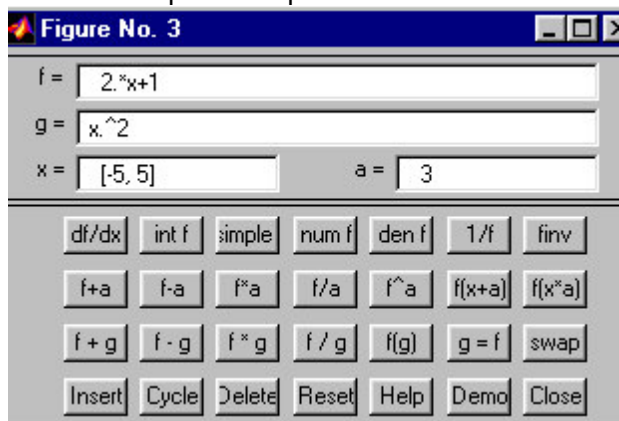 Figure No. 3
f = 2.*x+1
g = x.^2
x = [-5, 5] a = 3
df/dx int f simple num f den f 1/f finv
f+a f-a f*a f/a f^a f(x+a) f(x*a)
f + g f - g f * g f / g f(g) g = f swap
Insert Cycle Delete Reset Help Demo Close